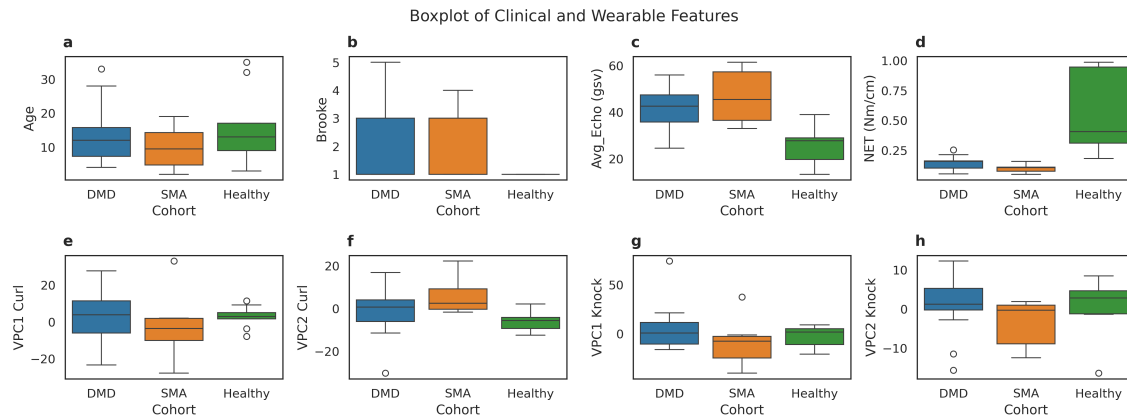 Boxplot of Clinical and Wearable Features
a
Age
30
20
10
DMD SMA Healthy
Cohort
b
Brooke
5
4
3
2
1
DMD SMA Healthy
Cohort
c
Avg_Echo (gsv)
60
40
20
DMD SMA Healthy
Cohort
d
NET (Nm/cm)
1.00
0.75
0.50
0.25
DMD SMA Healthy
Cohort
e
VPC1 Curl
20
0
−20
DMD SMA Healthy
Cohort
f
VPC2 Curl
20
0
−20
DMD SMA Healthy
Cohort
g
VPC1 Knock
50
0
DMD SMA Healthy
Cohort
h
VPC2 Knock
10
0
−10
DMD SMA Healthy
Cohort